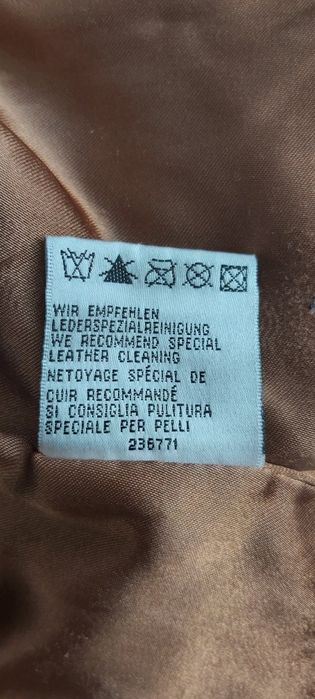 WIR EMPFEHLEN
LEDERSPEZIALREINIGUNG
WE RECOMMEND SPECIAL
LEATHER CLEANING
NETOYAGE SPÉCIAL DE
CUIR RECOMMANDÉ
SI CONSIGLIA PULITURA
SPECIALE PER PELLI
236771